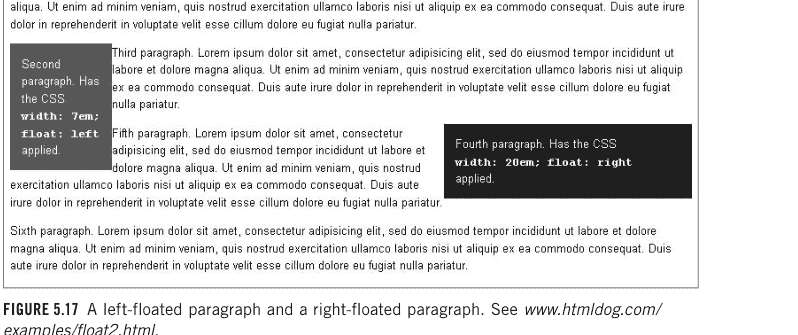 aliqua. Ut enim ad minim veniam, quis nostrud exercitation ullamco laboris nisi ut aliquip ex ea commodo consequat. Duis aute irure
dolor in reprehenderit in voluptate velit esse cillum dolore eu fugiat nulla pariatur.
Second
paragraph. Has
the CSS
width: 7em;
float: left
applied.
Third paragraph. Lorem ipsum dolor sit amet, consectetur adipisicing elit, sed do eiusmod tempor incididunt ut
labore et dolore magna aliqua. Ut enim ad minim veniam, quis nostrud exercitation ullamco laboris nisi ut aliquip
ex ea commodo consequat. Duis aute irure dolor in reprehenderit in voluptate velit esse cillum dolore eu fugiat
nulla pariatur.
Fourth paragraph. Has the CSS
width: 20em; float: right
applied.
Fifth paragraph. Lorem ipsum dolor sit amet, consectetur
adipisicing elit, sed do eiusmod tempor incididunt ut labore et
dolore magna aliqua. Ut enim ad minim veniam, quis nostrud
exercitation ullamco laboris nisi ut aliquip ex ea commodo consequat. Duis aute
irure dolor in reprehenderit in voluptate velit esse cillum dolore eu fugiat nulla pariatur.
Sixth paragraph. Lorem ipsum dolor sit amet, consectetur adipisicing elit, sed do eiusmod tempor incididunt ut labore et dolore
magna aliqua. Ut enim ad minim veniam, quis nostrud exercitation ullamco laboris nisi ut aliquip ex ea commodo consequat. Duis
aute irure dolor in reprehenderit in voluptate velit esse cillum dolore eu fugiat nulla pariatur.
FIGURE 5.17 A left-floated paragraph and a right-floated paragraph. See www.htmldog.com/
examples/float2.html.